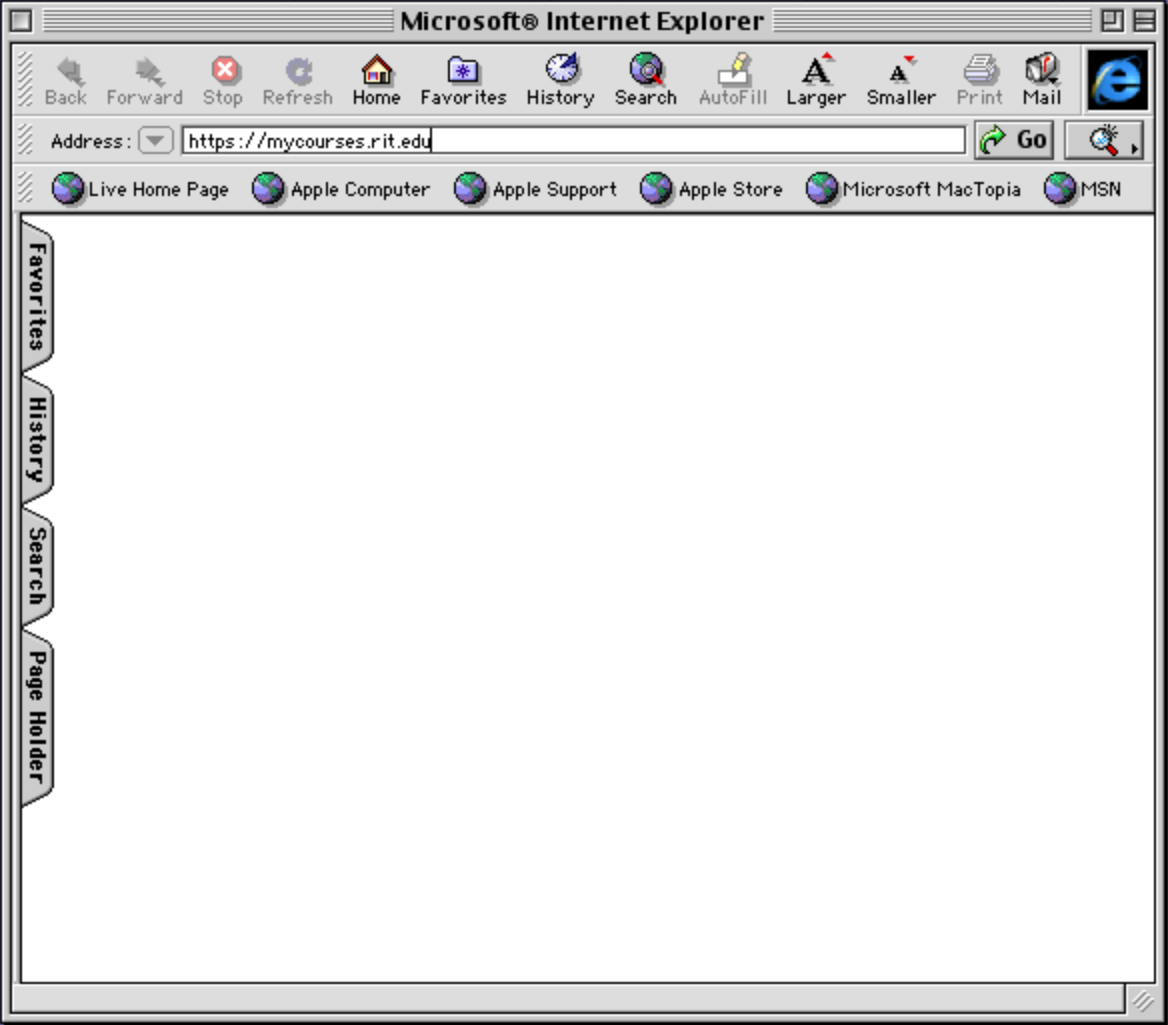 Microsoft® Internet Explorer
Back Forward Stop Refresh Home Favorites History Search AutoFill Larger Smaller Print Mail
Address: https://mycourses.rit.edu Go
Live Home Page Apple Computer Apple Support Apple Store Microsoft MacTopia MSN
Favorites
History
Search
Page Holder